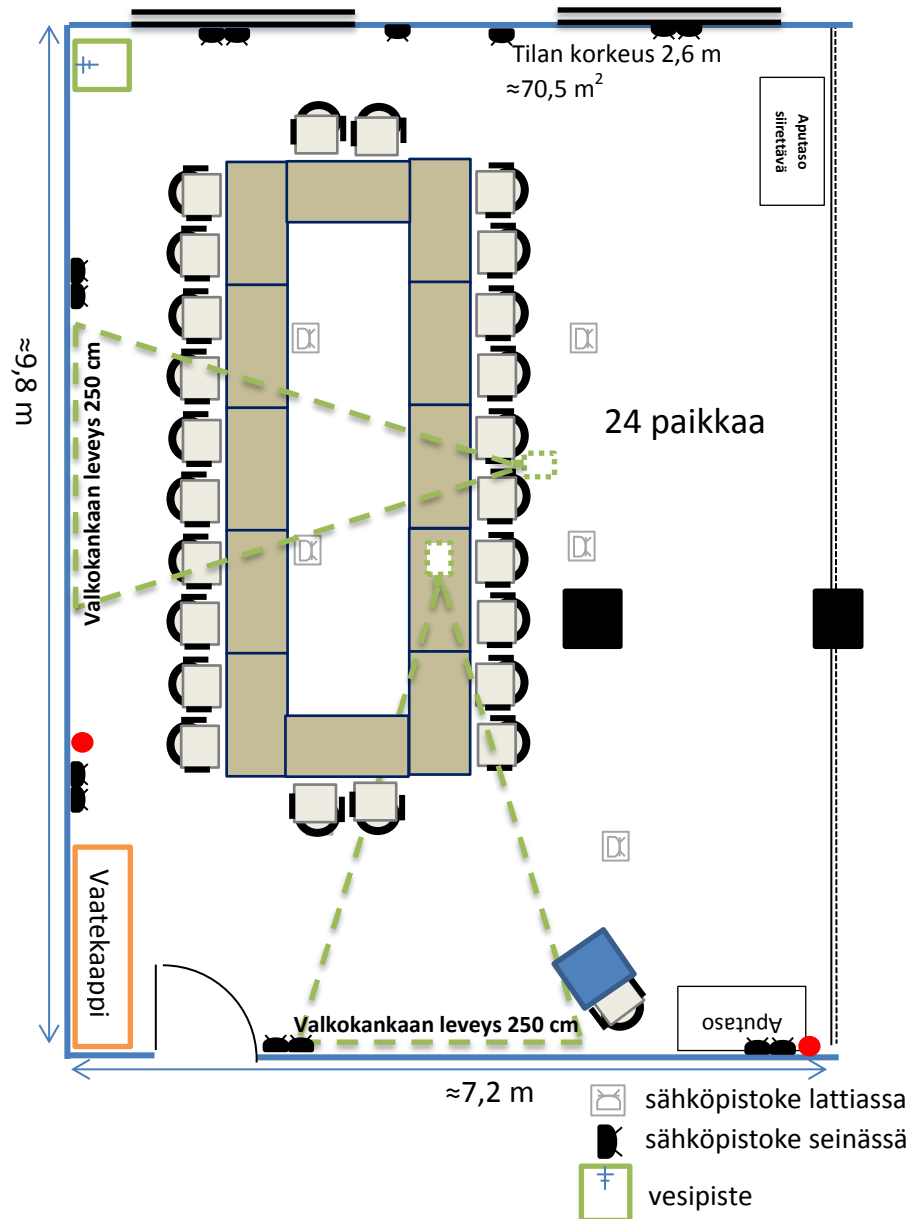 Tilan korkeus 2,6 m
≈70,5 m²
Aputaso
siirrettävä
≈9,8 m
Valkokankaan leveys 250 cm
24 paikkaa
Vaatekaappi
Valkokankaan leveys 250 cm
Aputaso
≈7,2 m
sähköpistoke lattiassa
sähköpistoke seinässä
vesipiste